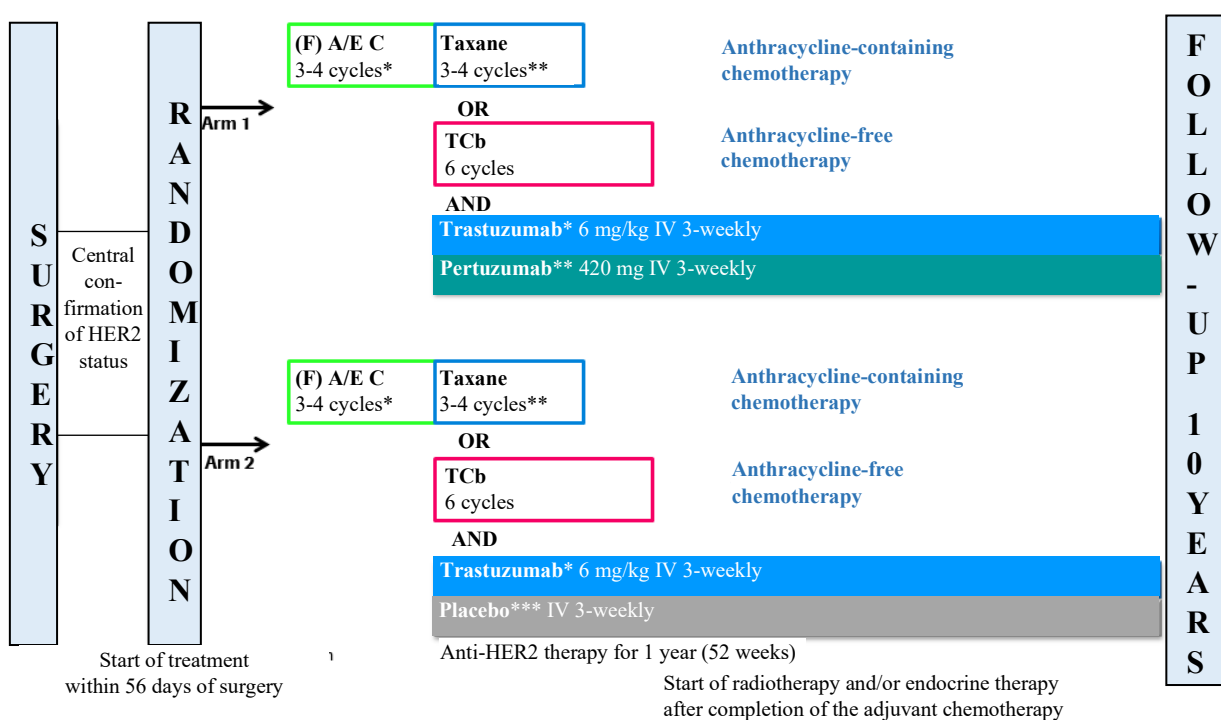 SURGERY
Central
con-
firmation
of HER2
status
RANDOMIZATION
Arm 1
(F) A/E C
3-4 cycles*
Taxane
3-4 cycles**
Anthracycline-containing
chemotherapy
OR
TCb
6 cycles
Anthracycline-free
chemotherapy
AND
Trastuzumab* 6 mg/kg IV 3-weekly
Pertuzumab** 420 mg IV 3-weekly
Arm 2
(F) A/E C
3-4 cycles*
Taxane
3-4 cycles**
Anthracycline-containing
chemotherapy
OR
TCb
6 cycles
Anthracycline-free
chemotherapy
AND
Trastuzumab* 6 mg/kg IV 3-weekly
Placebo*** IV 3-weekly
FOLLOW-UP 10YEARS
Start of treatment
within 56 days of surgery
Anti-HER2 therapy for 1 year (52 weeks)
Start of radiotherapy and/or endocrine therapy
after completion of the adjuvant chemotherapy